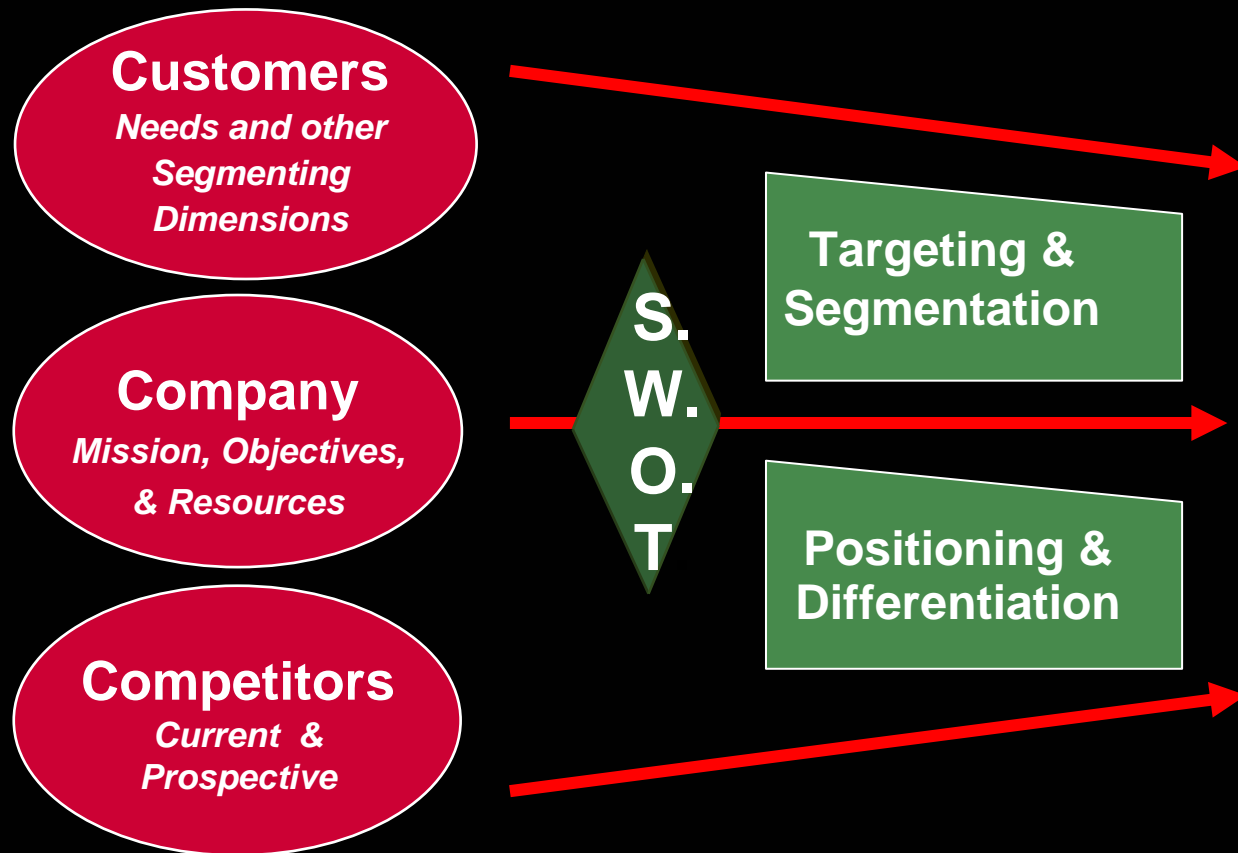 Customers
Needs and other
Segmenting
Dimensions
Company
Mission, Objectives,
& Resources
Competitors
Current &
Prospective
S.
W.
O.
T
Targeting &
Segmentation
Positioning &
Differentiation